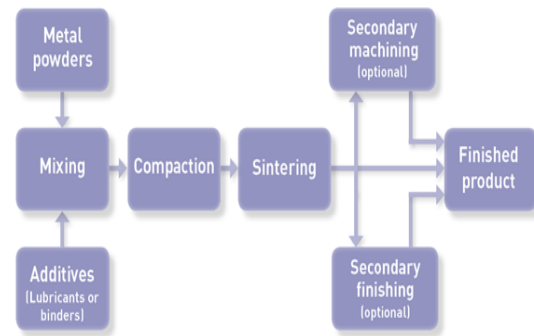 Metal
powders
Mixing
Additives
(Lubricants or
binders)
Compaction
Sintering
Secondary
machining
(optional)
Secondary
finishing
(optional)
Finished
product